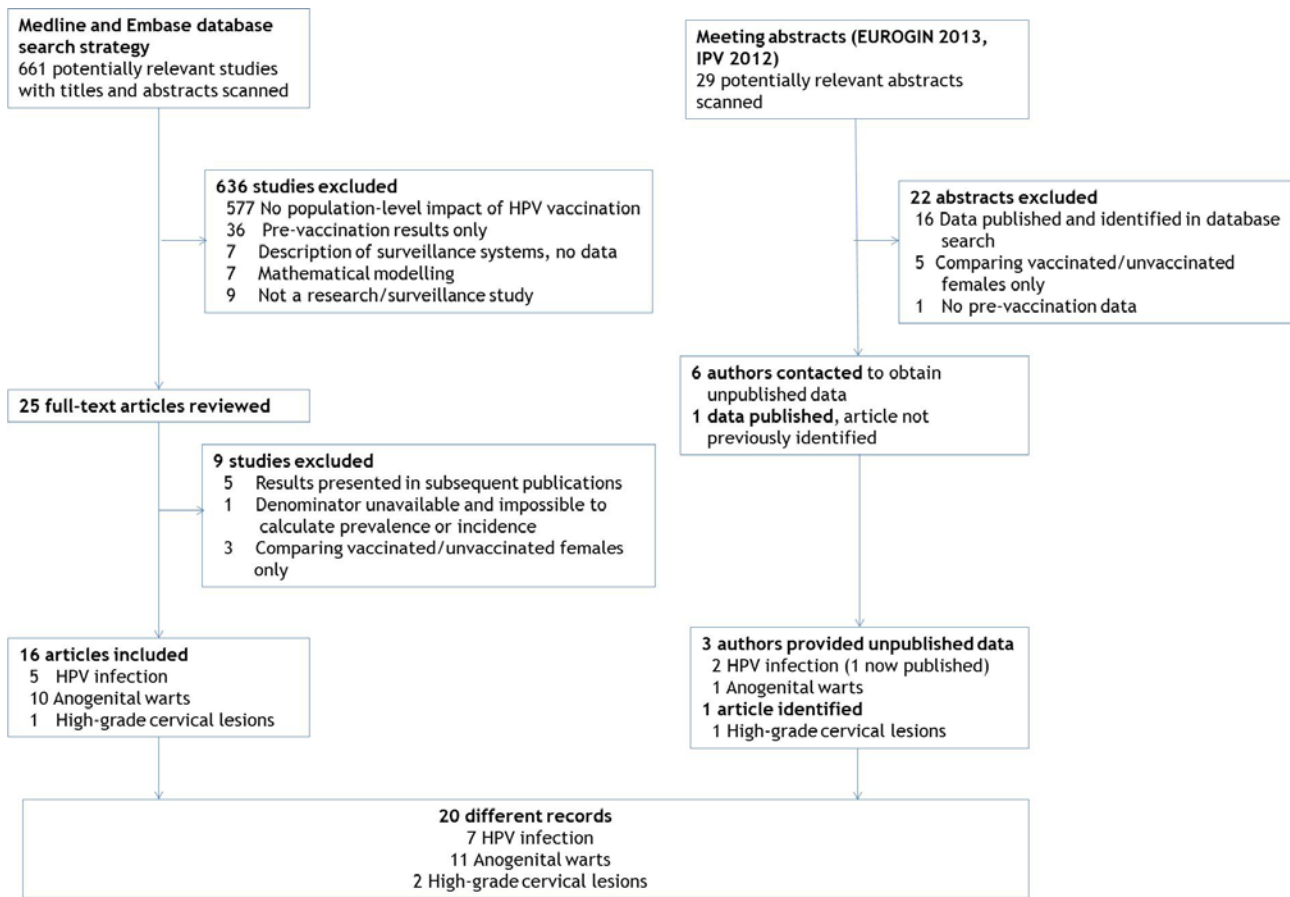 Medline and Embase database
search strategy
661 potentially relevant studies
with titles and abstracts scanned
Meeting abstracts (EUROGIN 2013,
IPV 2012)
29 potentially relevant abstracts
scanned
636 studies excluded
577 No population-level impact of HPV vaccination
36 Pre-vaccination results only
7 Description of surveillance systems, no data
7 Mathematical modelling
9 Not a research/surveillance study
22 abstracts excluded
16 Data published and identified in database
search
5 Comparing vaccinated/unvaccinated
females only
1 No pre-vaccination data
25 full-text articles reviewed
6 authors contacted to obtain
unpublished data
1 data published, article not
previously identified
9 studies excluded
5 Results presented in subsequent publications
1 Denominator unavailable and impossible to
calculate prevalence or incidence
3 Comparing vaccinated/unvaccinated females
only
16 articles included
5 HPV infection
10 Anogenital warts
1 High-grade cervical lesions
3 authors provided unpublished data
2 HPV infection (1 now published)
1 Anogenital warts
1 article identified
1 High-grade cervical lesions
20 different records
7 HPV infection
11 Anogenital warts
2 High-grade cervical lesions